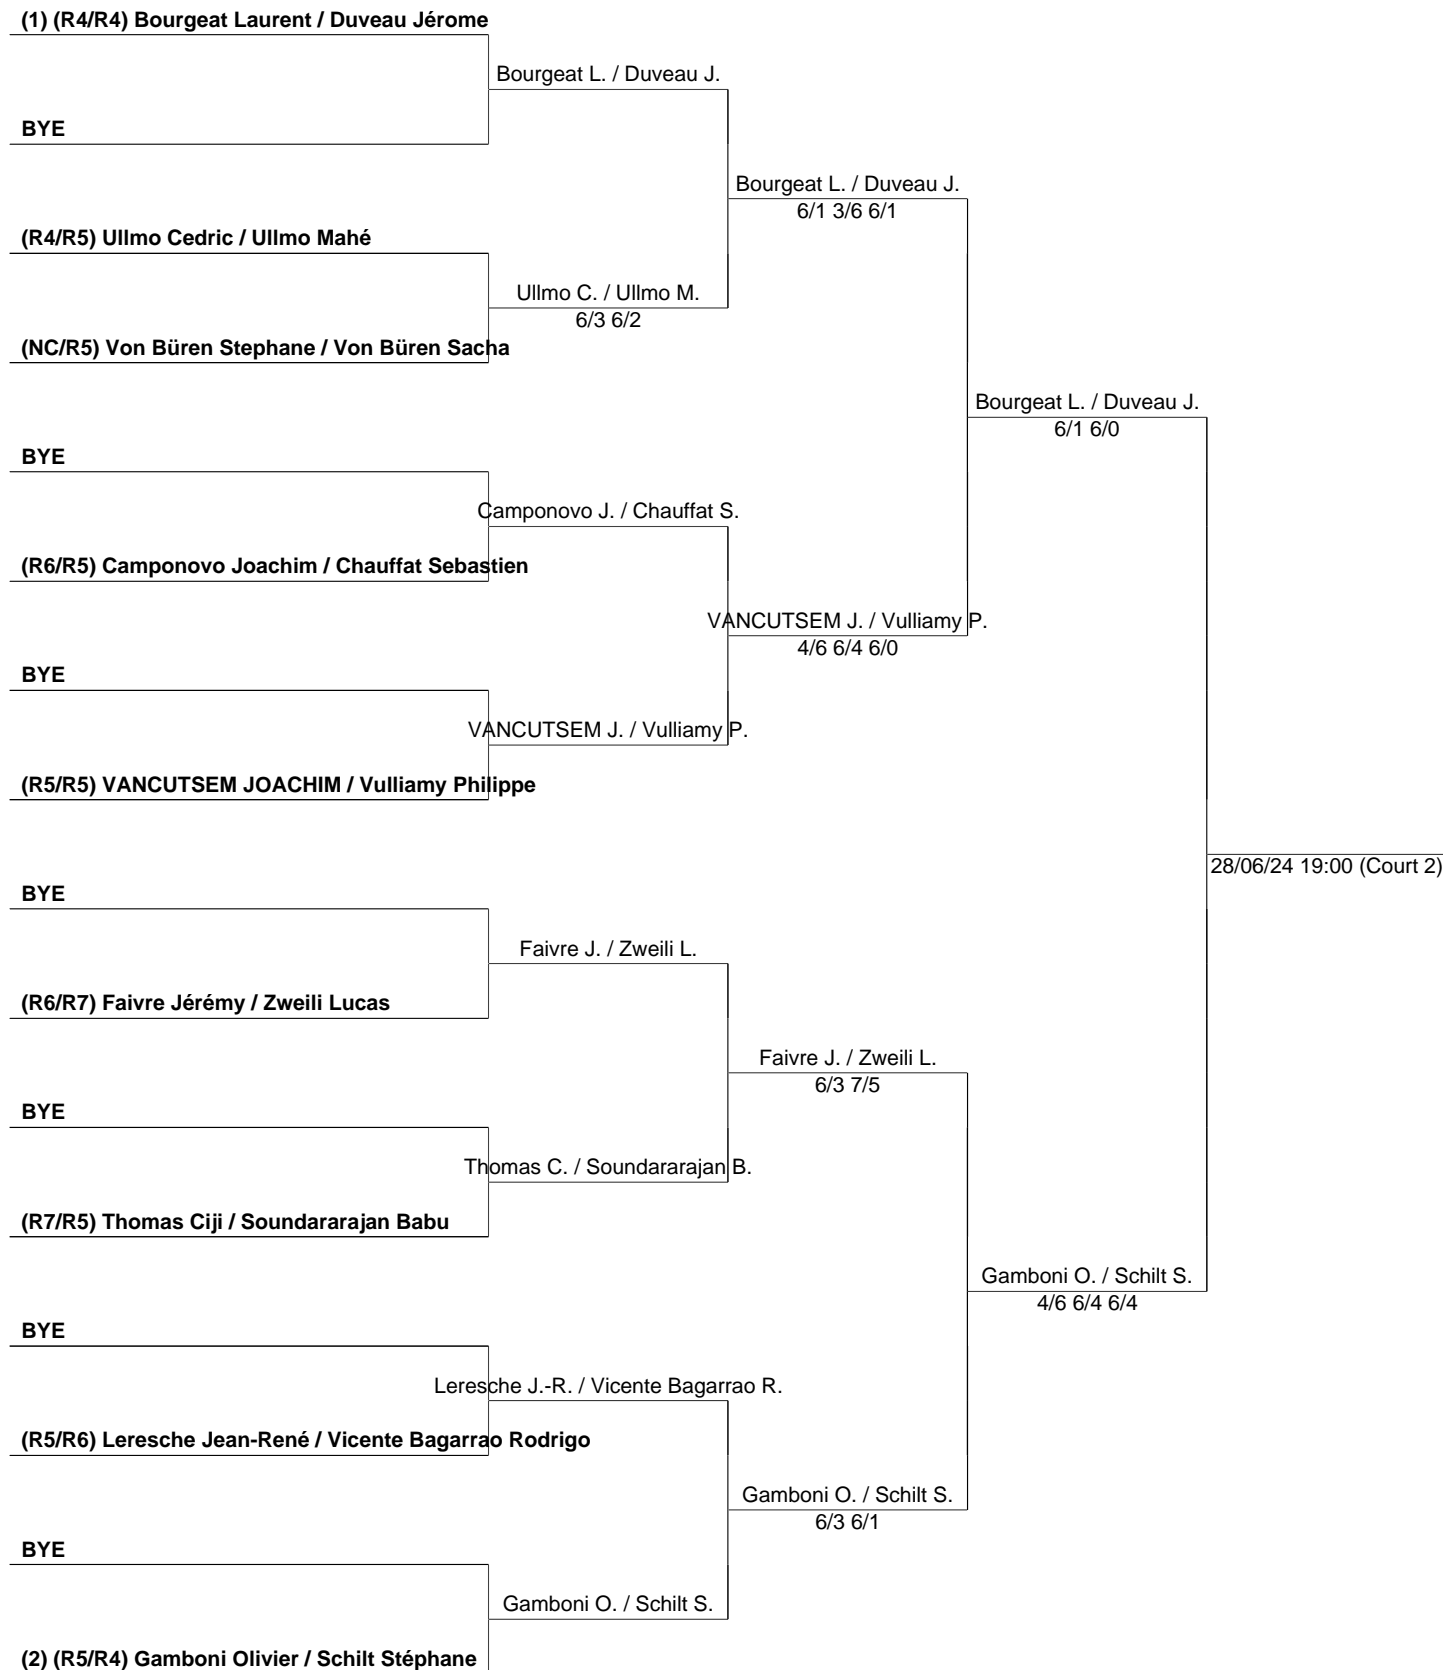 (1) (R4/R4) Bourgeat Laurent / Duveau Jérome
Bourgeat L. / Duveau J.
BYE
Bourgeat L. / Duveau J.
6/1 3/6 6/1
(R4/R5) Ullmo Cedric / Ullmo Mahé
Ullmo C. / Ullmo M.
6/3 6/2
(NC/R5) Von Büren Stephane / Von Büren Sacha
Bourgeat L. / Duveau J.
6/1 6/0
BYE
Camponovo J. / Chauffat S.
(R6/R5) Camponovo Joachim / Chauffat Sebastien
VANCUTSEM J. / Vulliamy P.
4/6 6/4 6/0
BYE
VANCUTSEM J. / Vulliamy P.
(R5/R5) VANCUTSEM JOACHIM / Vulliamy Philippe
28/06/24 19:00 (Court 2)
BYE
Faivre J. / Zweili L.
(R6/R7) Faivre Jérémy / Zweili Lucas
Faivre J. / Zweili L.
6/3 7/5
BYE
Thomas C. / Soundararajan B.
(R7/R5) Thomas Ciji / Soundararajan Babu
Gamboni O. / Schilt S.
4/6 6/4 6/4
BYE
Leresche J.-R. / Vicente Bagarrao R.
(R5/R6) Leresche Jean-René / Vicente Bagarrao Rodrigo
Gamboni O. / Schilt S.
6/3 6/1
BYE
Gamboni O. / Schilt S.
(2) (R5/R4) Gamboni Olivier / Schilt Stéphane